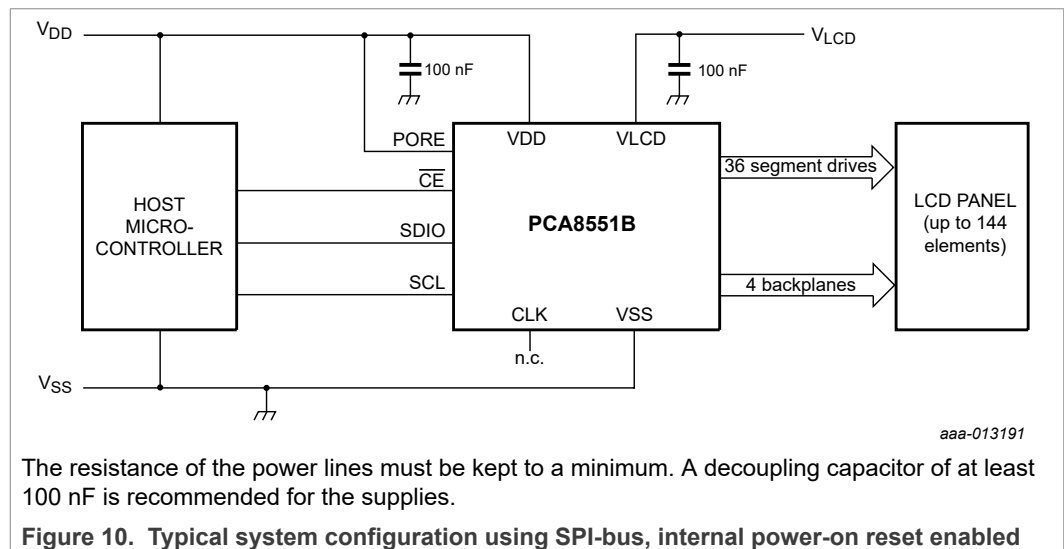 VDD
VLCD
100 nF
100 nF
PORE
VDD
VLCD
CE
36 segment drives
HOST
MICRO-
CONTROLLER
SDIO
PCA8551B
LCD PANEL
(up to 144
elements)
SCL
4 backplanes
CLK
VSS
n.c.
VSS
aaa-013191
The resistance of the power lines must be kept to a minimum. A decoupling capacitor of at least
100 nF is recommended for the supplies.
Figure 10. Typical system configuration using SPI-bus, internal power-on reset enabled